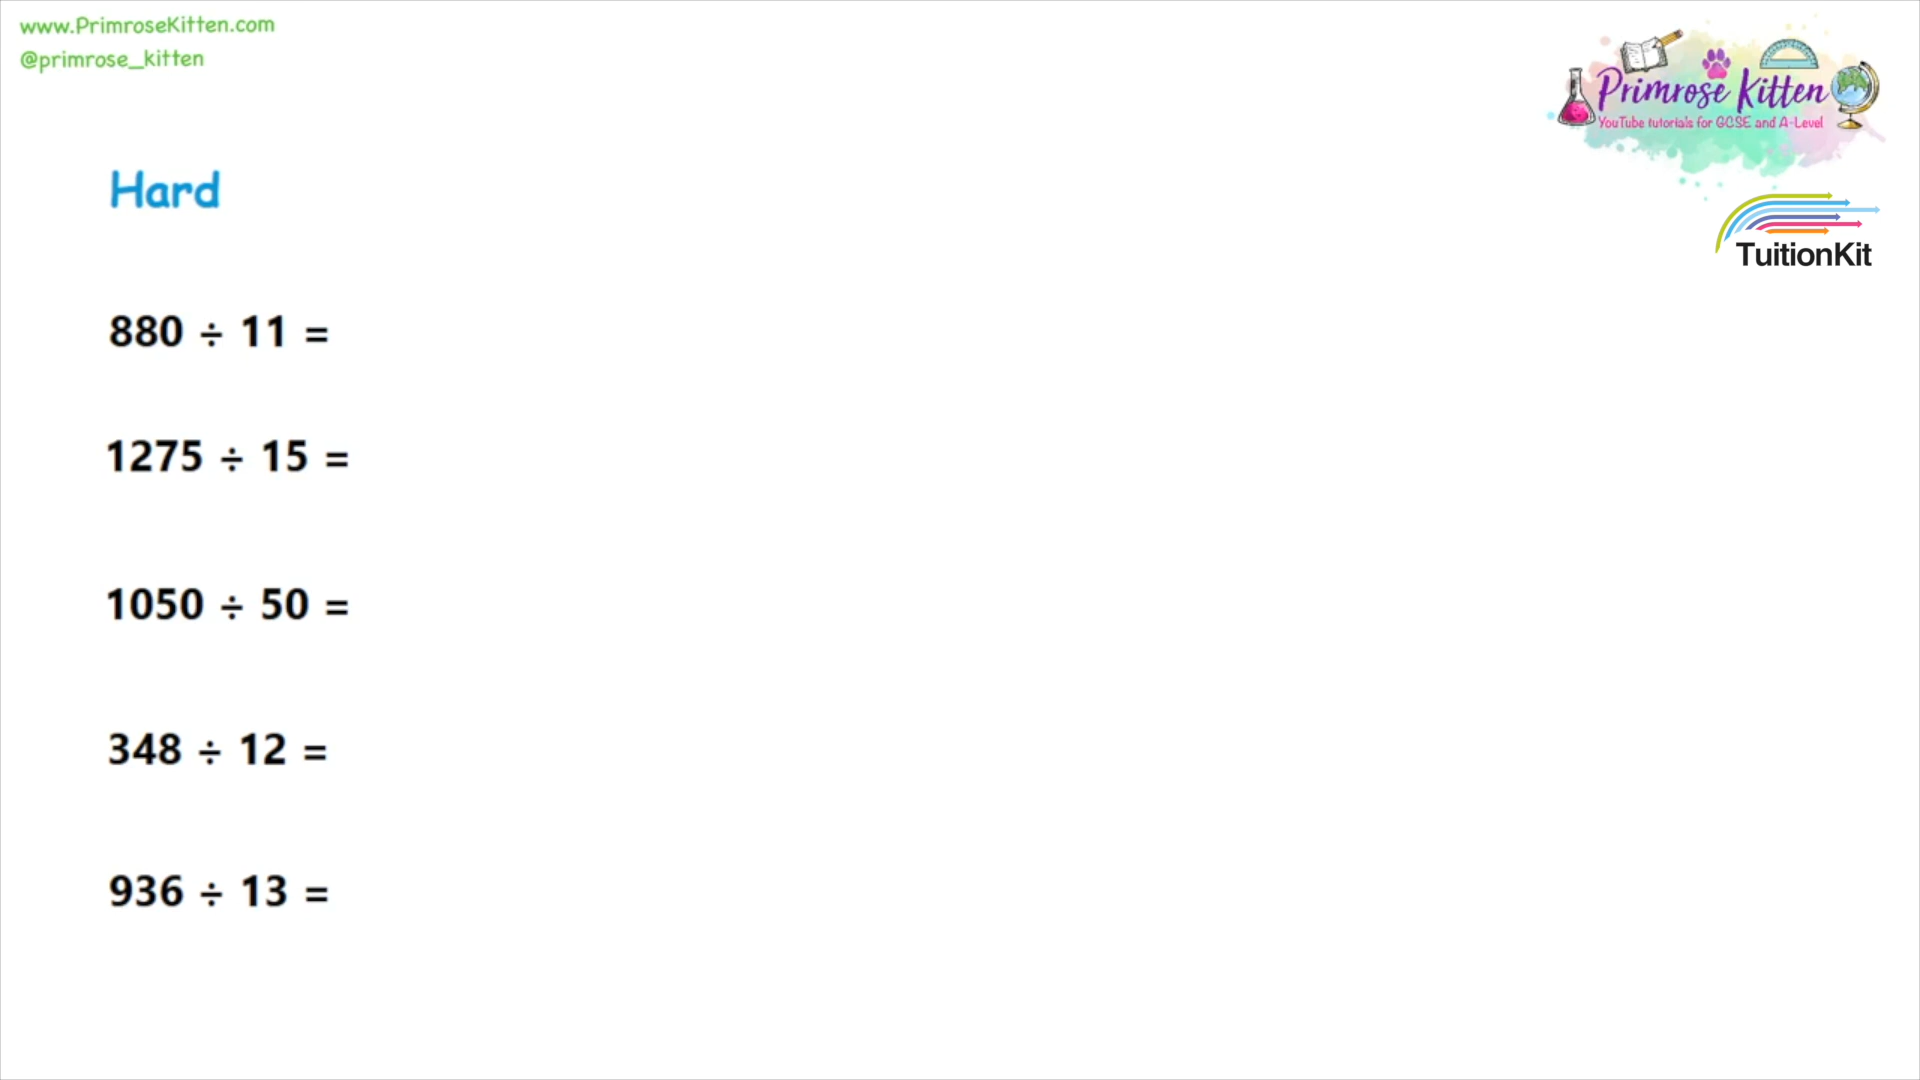 www.PrimroseKitten.com
@primrose_kitten
Primrose Kitten
YouTube tutorials for GCSE and A-Level
TuitionKit
Hard
880 ÷ 11 =
1275 ÷ 15 =
1050 ÷ 50 =
348 ÷ 12 =
936 ÷ 13 =